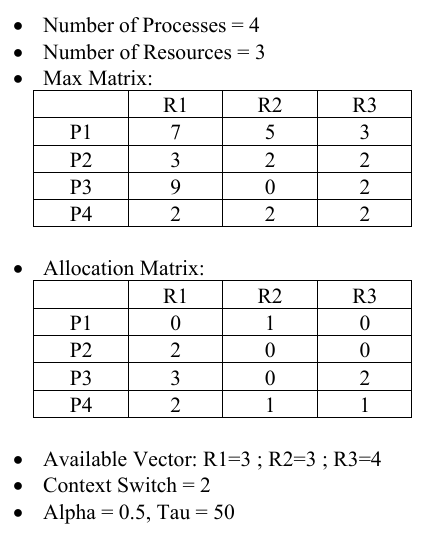 • Number of Processes = 4
• Number of Resources = 3
• Max Matrix:
R1 R2 R3
P1 7 5 3
P2 3 2 2
P3 9 0 2
P4 2 2 2
• Allocation Matrix:
R1 R2 R3
P1 0 1 0
P2 2 0 0
P3 3 0 2
P4 2 1 1
• Available Vector: R1=3 ; R2=3 ; R3=4
• Context Switch = 2
• Alpha = 0.5, Tau = 50